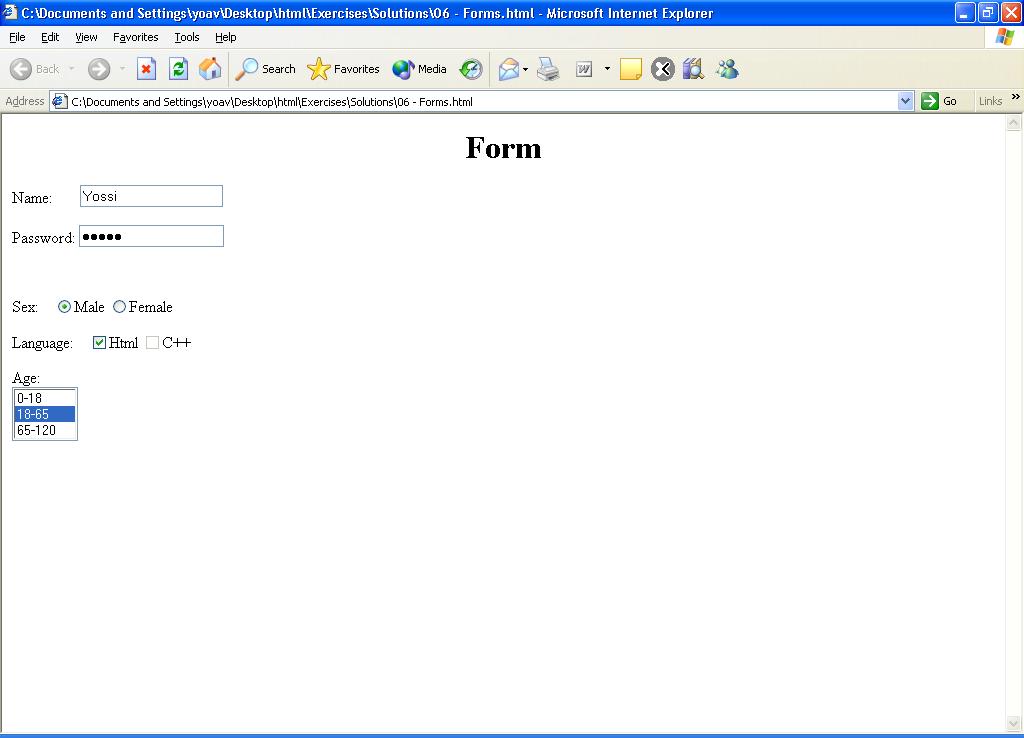 C:\Documents and Settings\yoav\Desktop\html\Exercises\Solutions\06 - Forms.html - Microsoft Internet Explorer
File Edit View Favorites Tools Help
Back Search Favorites Media W
Address C:\Documents and Settings\yoav\Desktop\html\Exercises\Solutions\06 - Forms.html Go Links »
Form
Name: Yossi
Password: •••••
Sex: Male Female
Language: Html C++
Age:
0-18
18-65
65-120